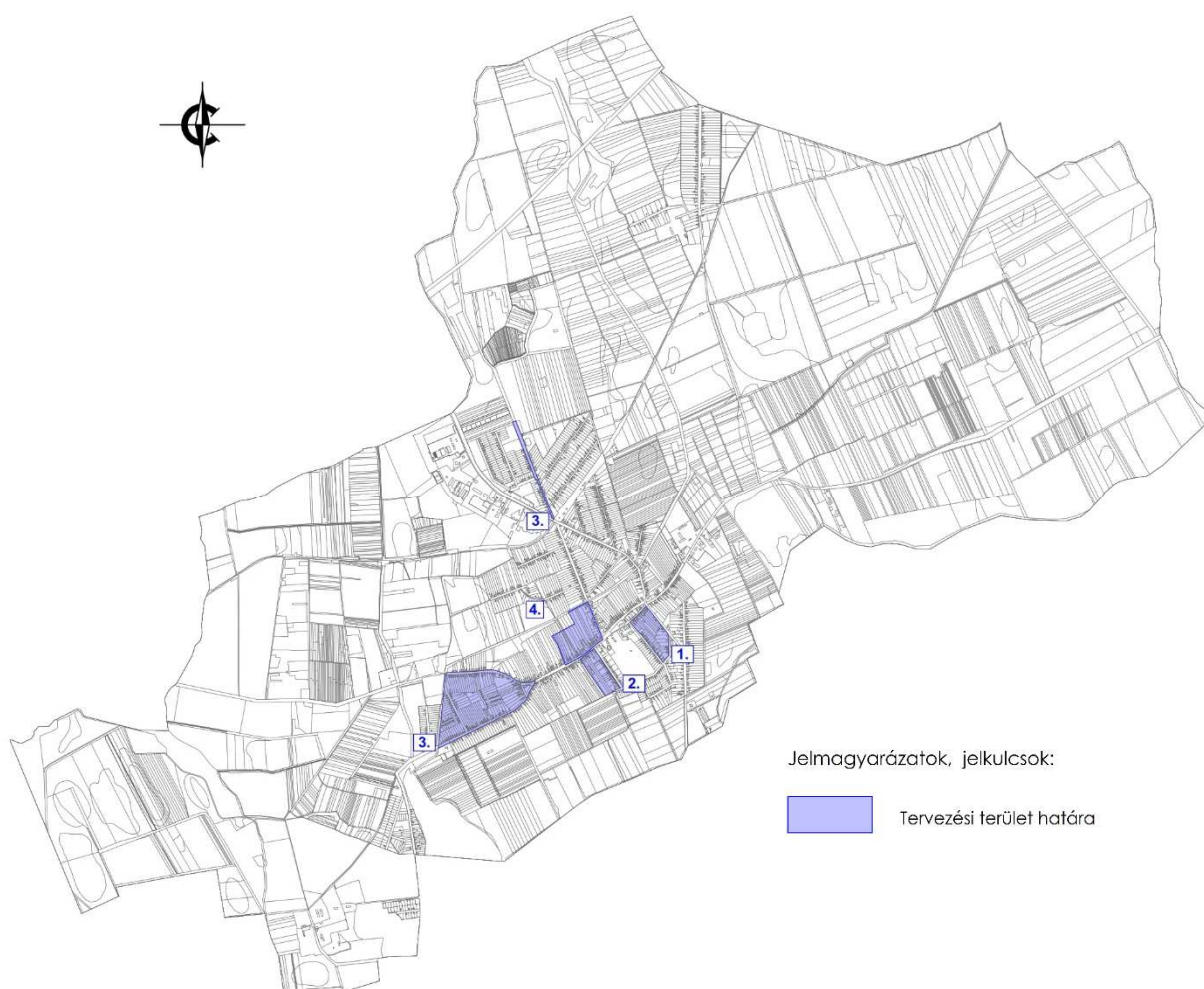 3.
4.
1.
2.
3.
Jelmagyarázatok, jelkulcsok:
Tervezési terület határa